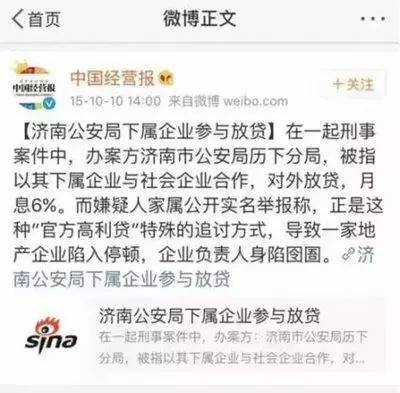 首页
微博正文
中国经营报
中国经营报
+关注
15-10-10 14:00 来自微博 weibo.com
【济南公安局下属企业参与放贷】在一起刑事
案件中，办案方济南市公安局历下分局，被指
以其下属企业与社会企业合作，对外放贷，月
息6%。而嫌疑人家属公开实名举报称，正是这
种“官方高利贷”特殊的追讨方式，导致一家地
产企业陷入停顿，企业负责人身陷囹圄。济
南公安局下属企业参与放贷
sina
济南公安局下属企业参与放贷
在一起刑事案件中，办案方：济南市公安局历下
分局，被指以其下属企业与社会企业合作，对...